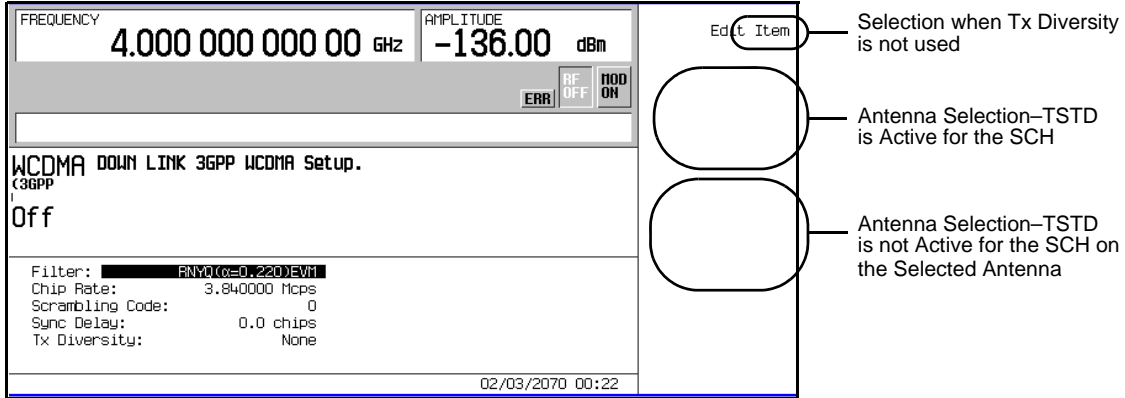 FREQUENCY
4.000 000 000 00 GHz
AMPLITUDE
-136.00 dBm
ERR
RF OFF
MOD ON
WCDMA DOWN LINK 3GPP WCDMA Setup.
(3GPP
Off
Filter: RNYQ(α=0.220)EVM
Chip Rate: 3.840000 Mcps
Scrambling Code: 0
Sync Delay: 0.0 chips
Tx Diversity: None
02/03/2070 00:22
Edit Item
Selection when Tx Diversity
is not used
Antenna Selection–TSTD
is Active for the SCH
Antenna Selection–TSTD
is not Active for the SCH on
the Selected Antenna